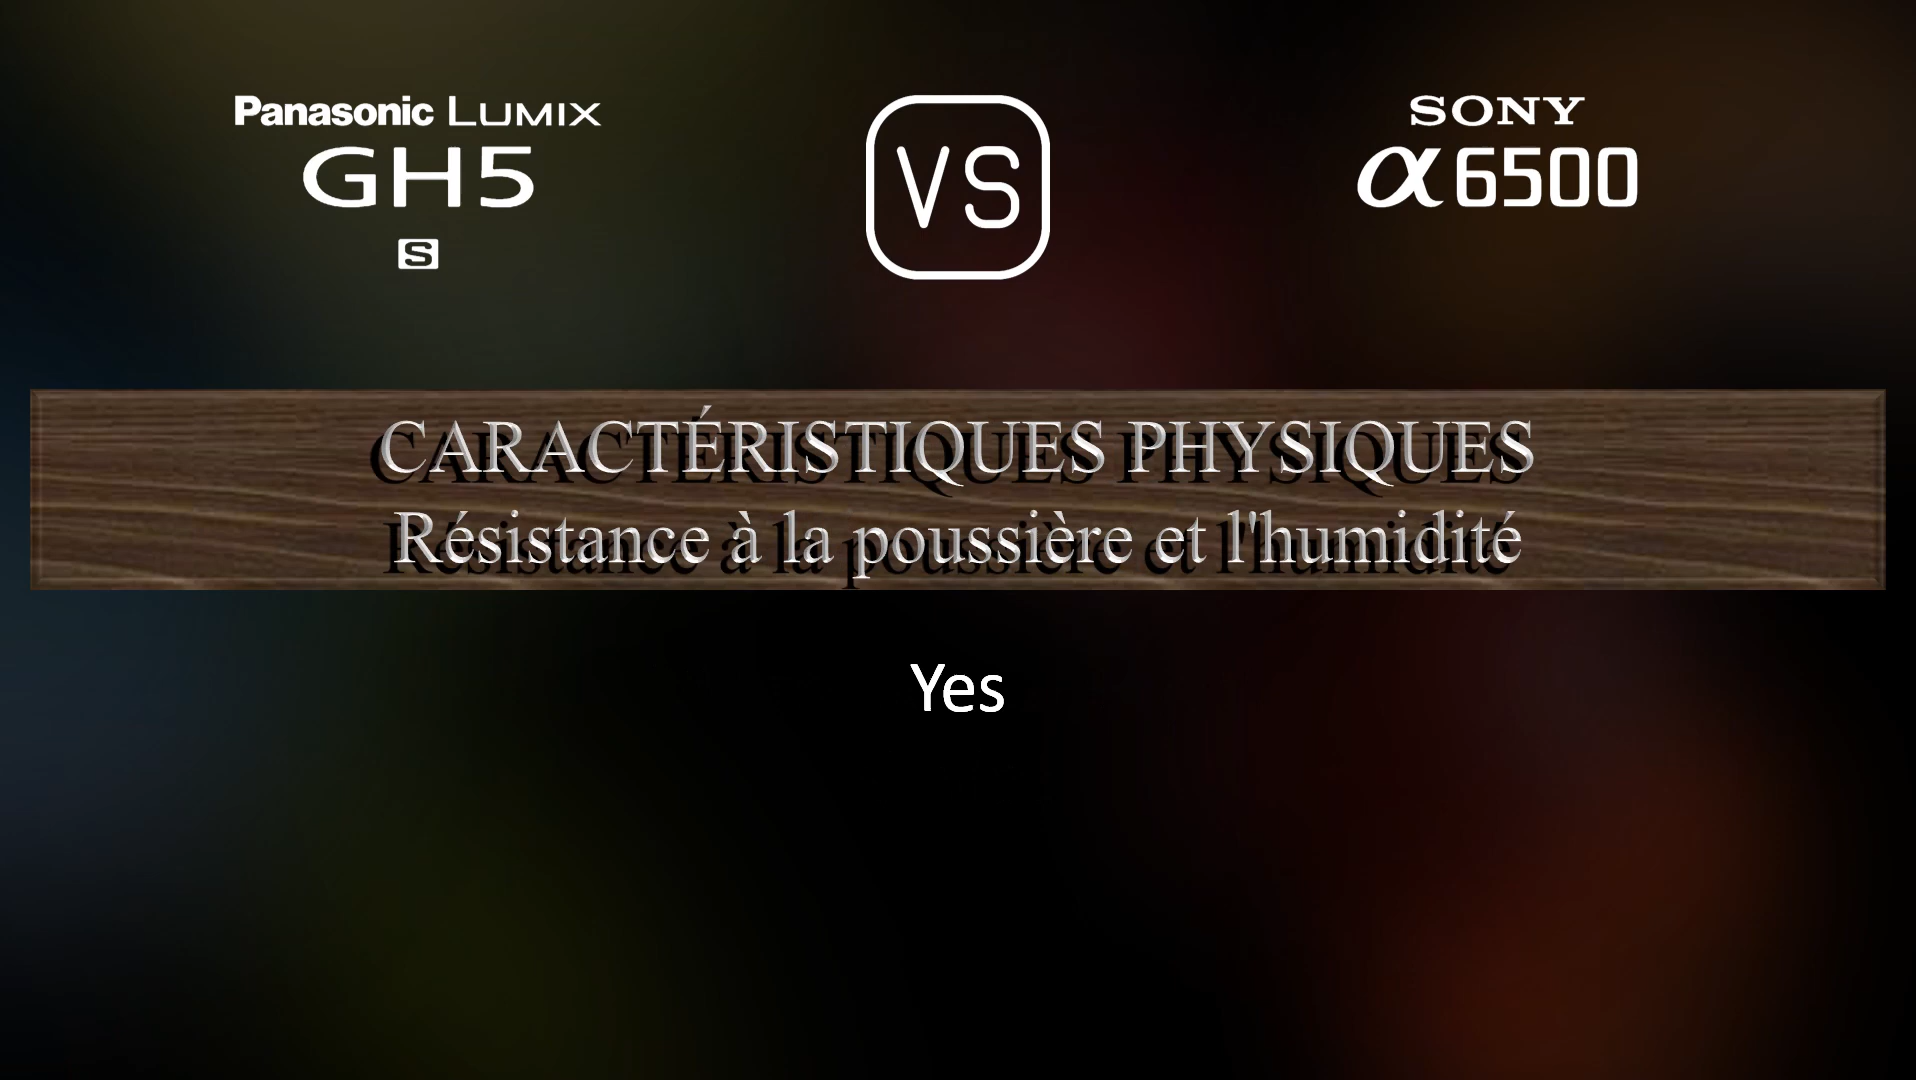 Panasonic LUMIX
GH5
S
VS
SONY
α6500
CARACTÉRISTIQUES PHYSIQUES
Résistance à la poussière et l'humidité
Yes